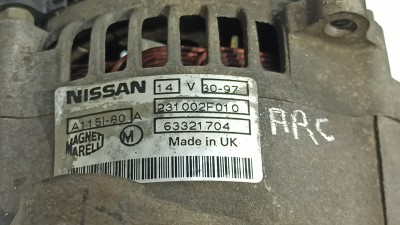 NISSAN 14 V 30-97
231002F010
A115I-80 A
63321704
MAGNETI MARELLI M
Made in UK
ARC